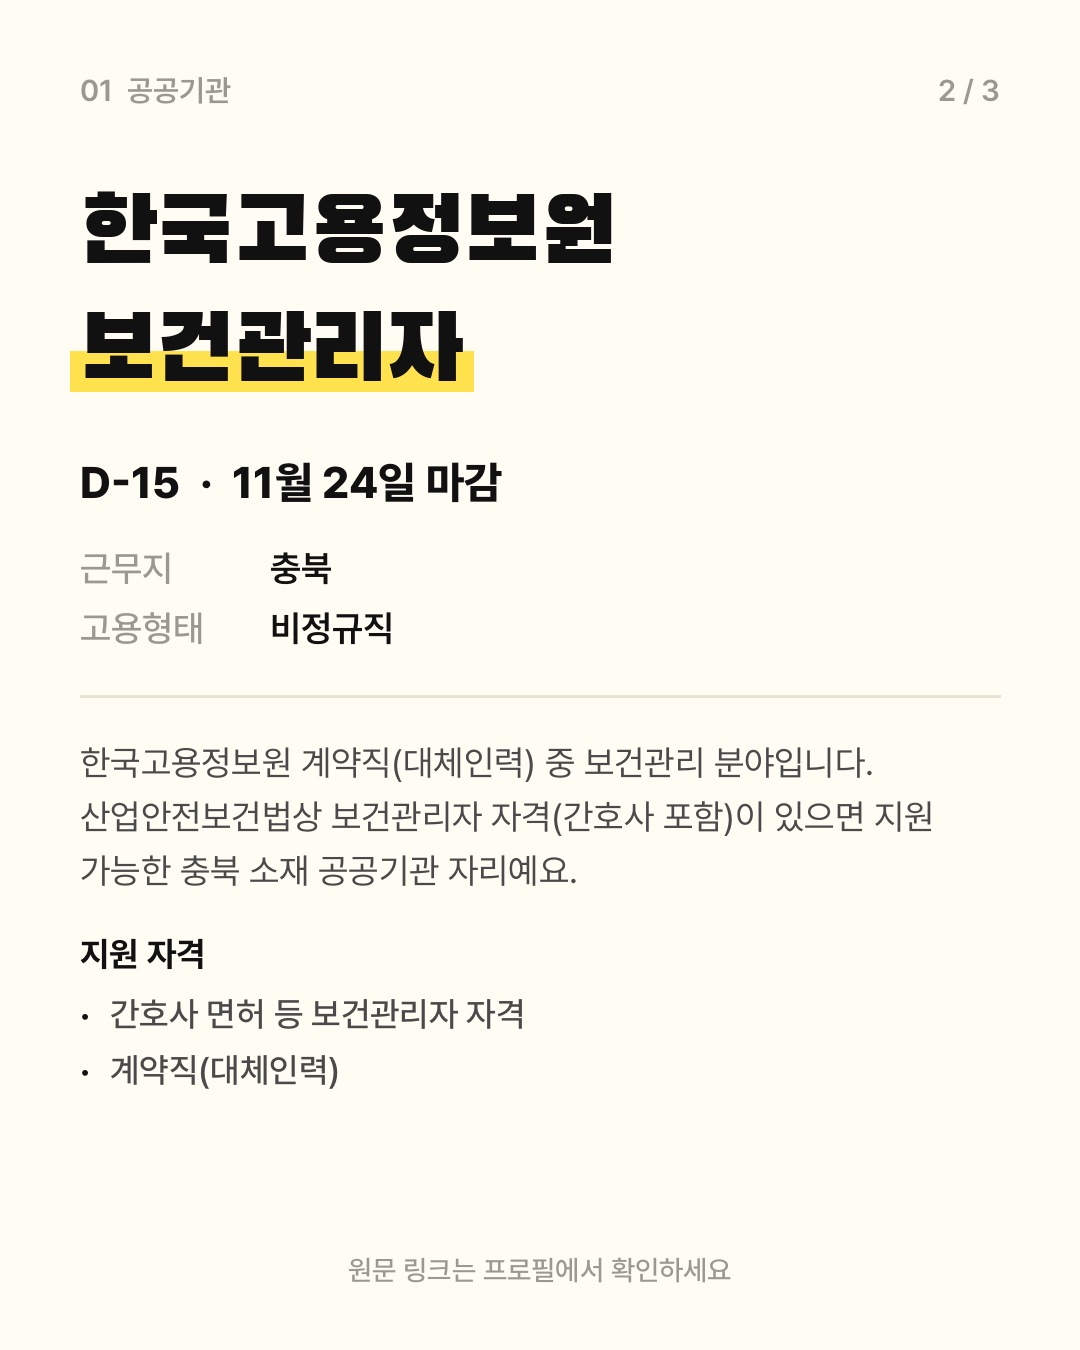 01 공공기관
2 / 3
한국고용정보원
보건관리자
D-15 · 11월 24일 마감
근무지 충북
고용형태 비정규직
한국고용정보원 계약직(대체인력) 중 보건관리 분야입니다.
산업안전보건법상 보건관리자 자격(간호사 포함)이 있으면 지원
가능한 충북 소재 공공기관 자리예요.
지원 자격
· 간호사 면허 등 보건관리자 자격
· 계약직(대체인력)
원문 링크는 프로필에서 확인하세요